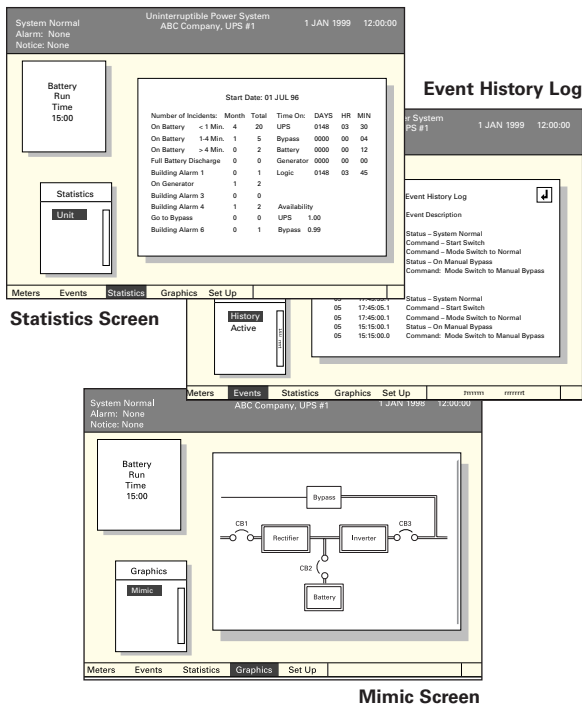 System Normal
Alarm: None
Notice: None
Uninterruptible Power System
ABC Company, UPS #1
1 JAN 1999 12:00:00
Battery
Run
Time
15:00
Start Date: 01 JUL 96
Number of Incidents: Month Total Time On: DAYS HR MIN
On Battery < 1 Min. 4 20 UPS 0148 03 30
On Battery 1-4 Min. 1 5 Bypass 0000 00 04
On Battery > 4 Min. 0 2 Battery 0000 00 12
Full Battery Discharge 0 0 Generator 0000 00 00
Building Alarm 1 0 1 Logic 0148 03 45
On Generator 1 2
Building Alarm 3 0 0
Building Alarm 4 1 2 Availability
Go to Bypass 0 0 UPS 1.00
Building Alarm 6 0 1 Bypass 0.99
Statistics
Unit
Meters Events Statistics Graphics Set Up
Statistics Screen
Event History Log
er System
PS #1
1 JAN 1999 12:00:00
Event History Log
Event Description
Status – System Normal
Command – Start Switch
Command – Mode Switch to Normal
Status – On Manual Bypass
Command: Mode Switch to Manual Bypass
Status – System Normal
05 17:45:00.1 Command – Start Switch
05 17:45:00.1 Command – Mode Switch to Normal
05 15:15:00.1 Status – On Manual Bypass
05 15:15:00.0 Command: Mode Switch to Manual Bypass
History
Active
Meters Events Statistics Graphics Set Up
System Normal
Alarm: None
Notice: None
ABC Company, UPS #1
1 JAN 1998 12:00:00
Battery
Run
Time
15:00
Graphics
Mimic
Bypass
CB1
Rectifier
Inverter
CB3
CB2
Battery
Meters Events Statistics Graphics Set Up
Mimic Screen